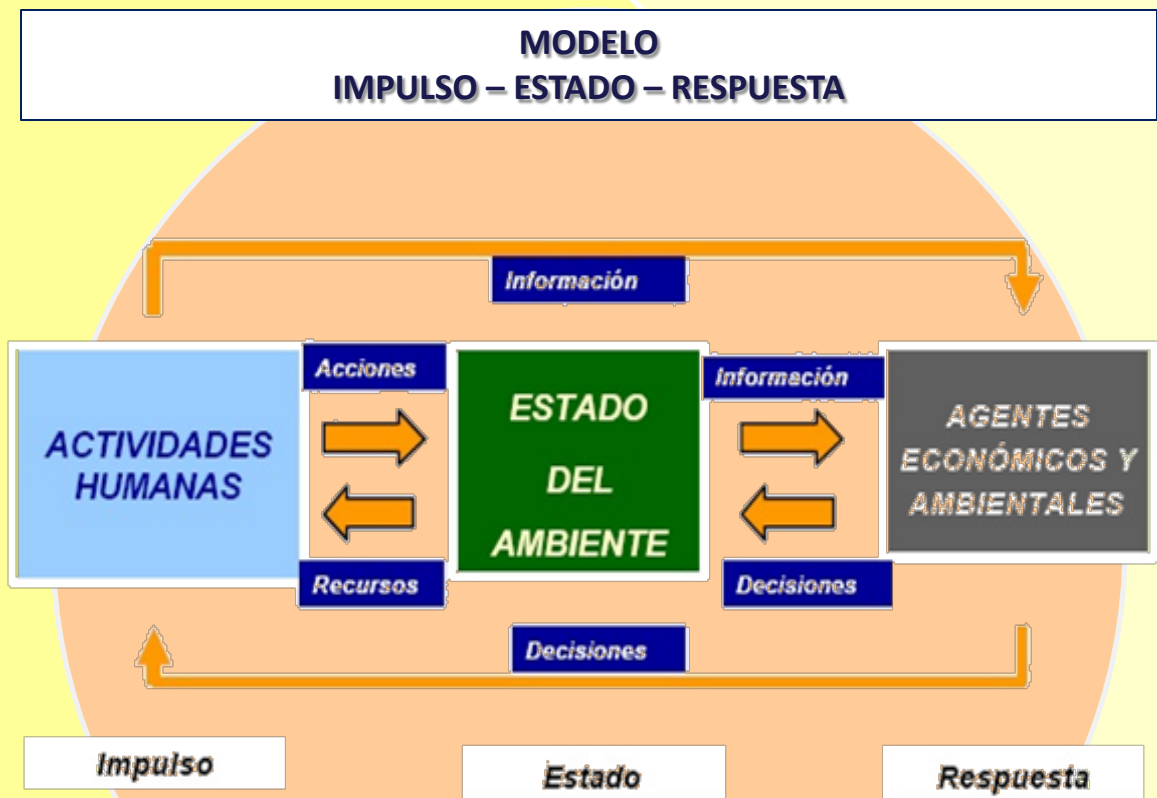 MODELO
IMPULSO – ESTADO – RESPUESTA
Información
Acciones
Información
ACTIVIDADES
HUMANAS
ESTADO
DEL
AMBIENTE
AGENTES
ECONÓMICOS Y
AMBIENTALES
Recursos
Decisiones
Decisiones
Impulso
Estado
Respuesta